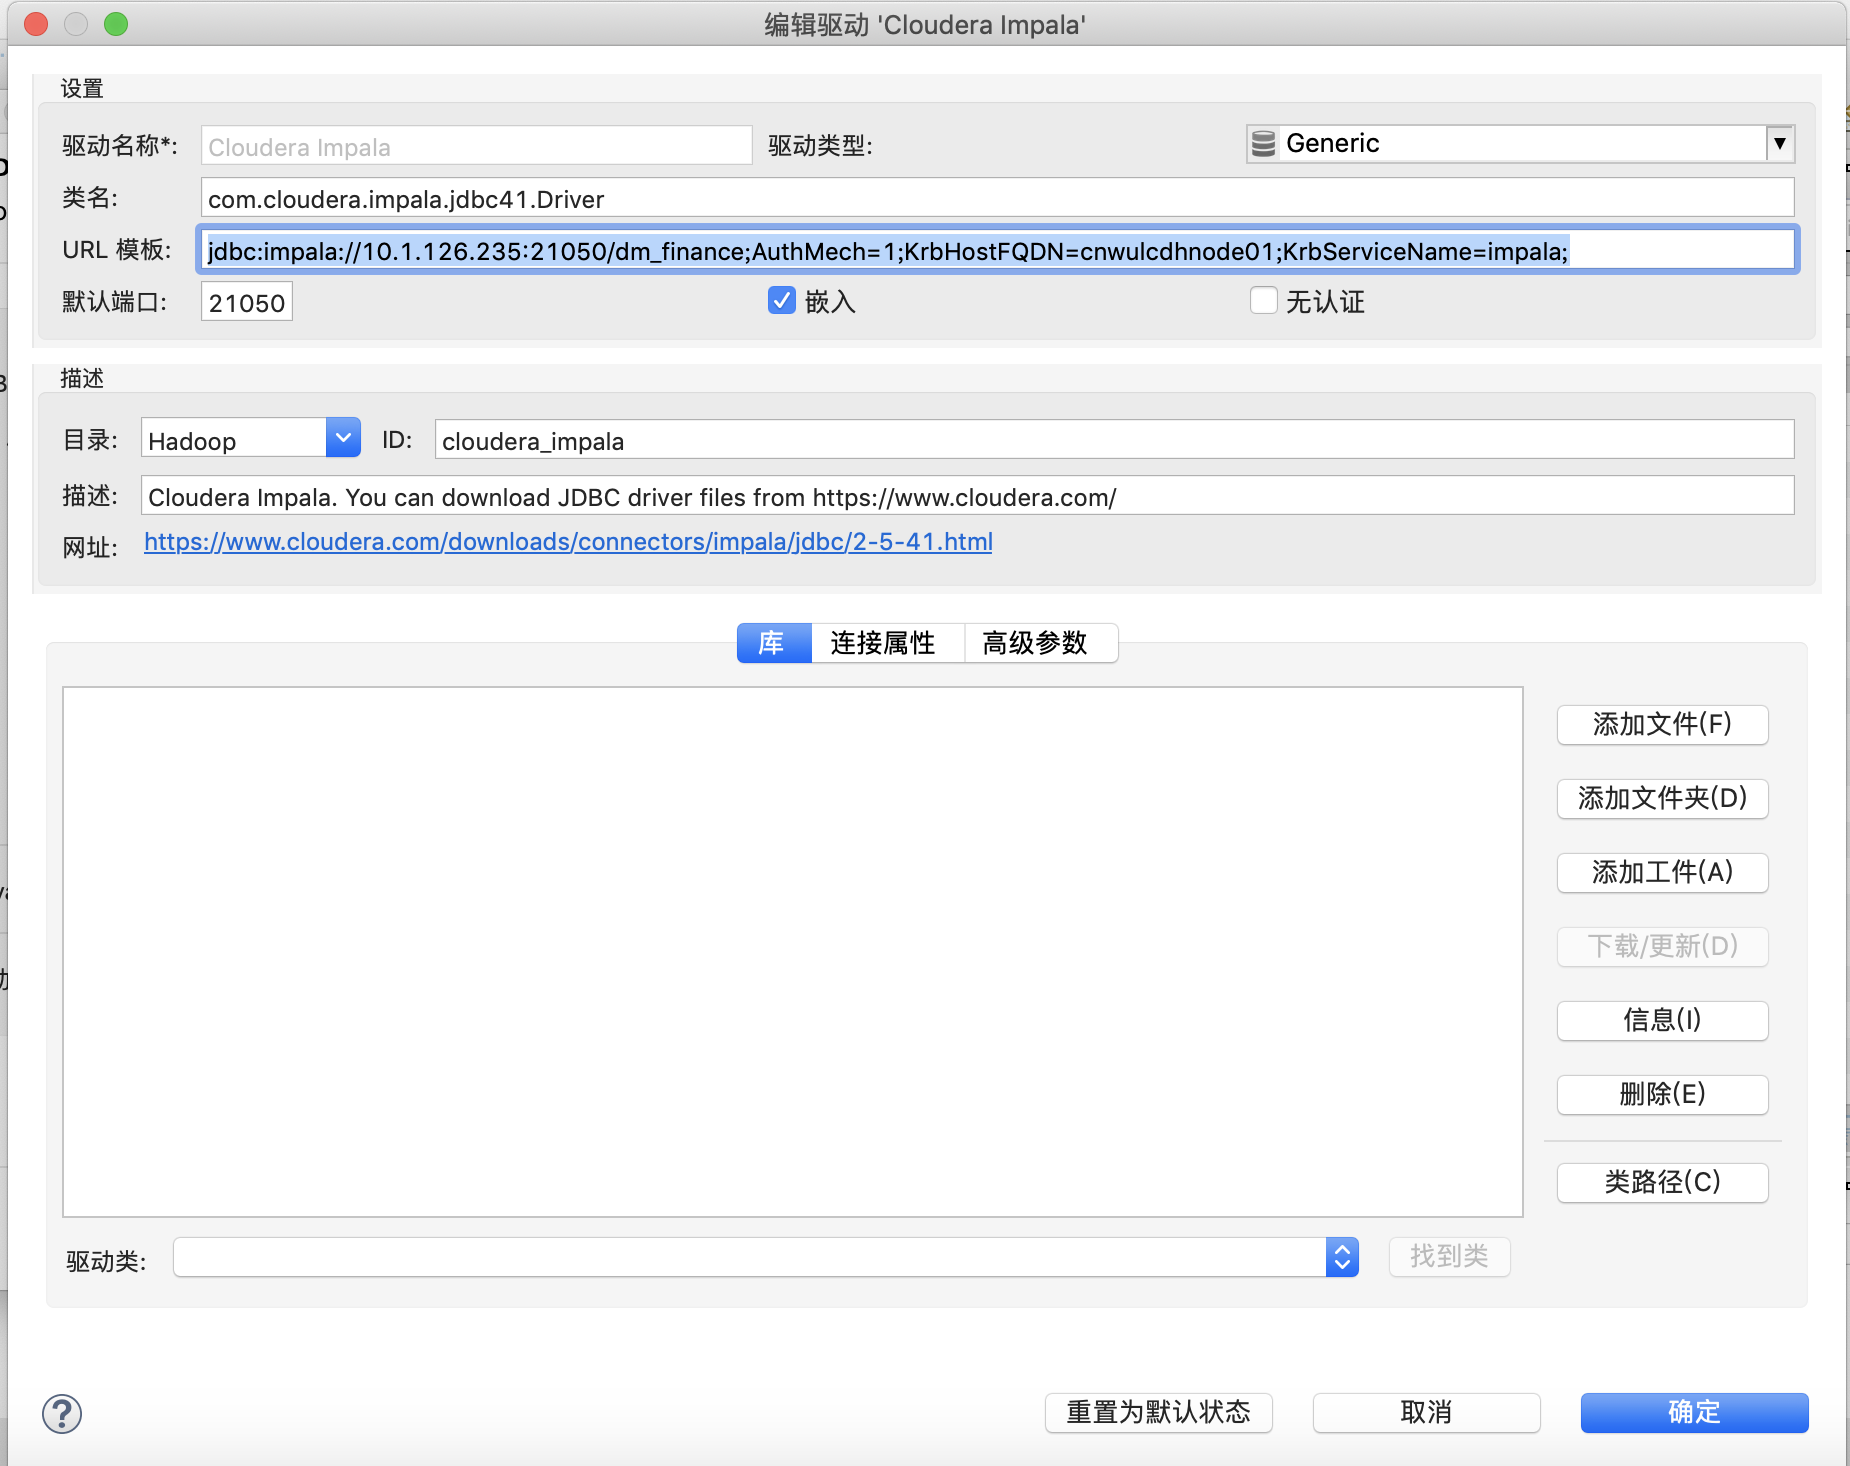 编辑驱动 'Cloudera Impala'
设置
驱动名称*: Cloudera Impala 驱动类型: Generic
类名: com.cloudera.impala.jdbc41.Driver
URL 模板: jdbc:impala://10.1.126.235:21050/dm_finance;AuthMech=1;KrbHostFQDN=cnwulcdhnode01;KrbServiceName=impala;
默认端口: 21050 嵌入 无认证
描述
目录: Hadoop ID: cloudera_impala
描述: Cloudera Impala. You can download JDBC driver files from https://www.cloudera.com/
网址: https://www.cloudera.com/downloads/connectors/impala/jdbc/2-5-41.html
库 连接属性 高级参数
添加文件(F)
添加文件夹(D)
添加工件(A)
下载/更新(D)
信息(I)
删除(E)
类路径(C)
驱动类: 找到类
? 重置为默认状态 取消 确定